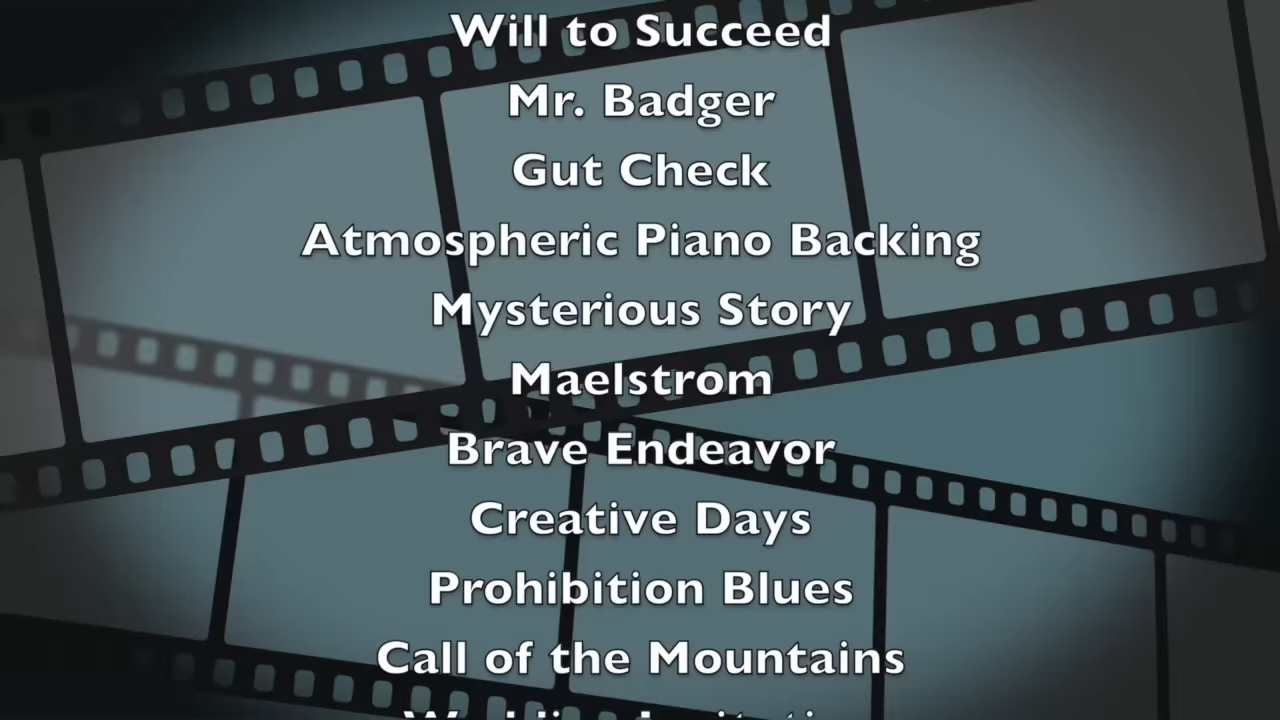 Will to Succeed
Mr. Badger
Gut Check
Atmospheric Piano Backing
Mysterious Story
Maelstrom
Brave Endeavor
Creative Days
Prohibition Blues
Call of the Mountains